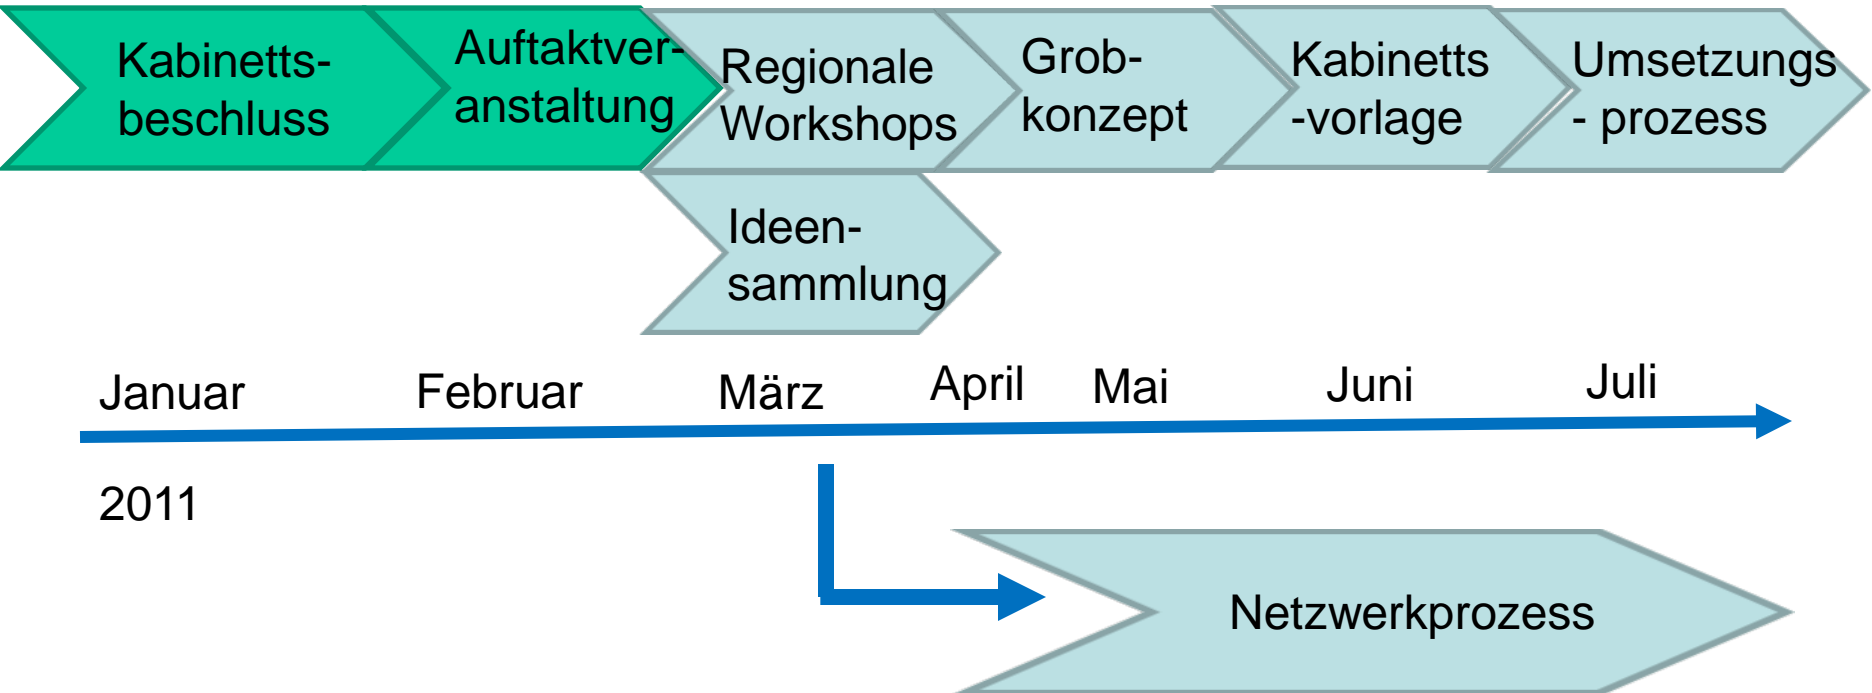 Kabinetts-
beschluss
Auftaktver-
anstaltung
Regionale
Workshops
Grob-
konzept
Kabinetts
-vorlage
Umsetzungs
- prozess
Ideen-
sammlung
Januar
Februar
März
April
Mai
Juni
Juli
2011
Netzwerkprozess